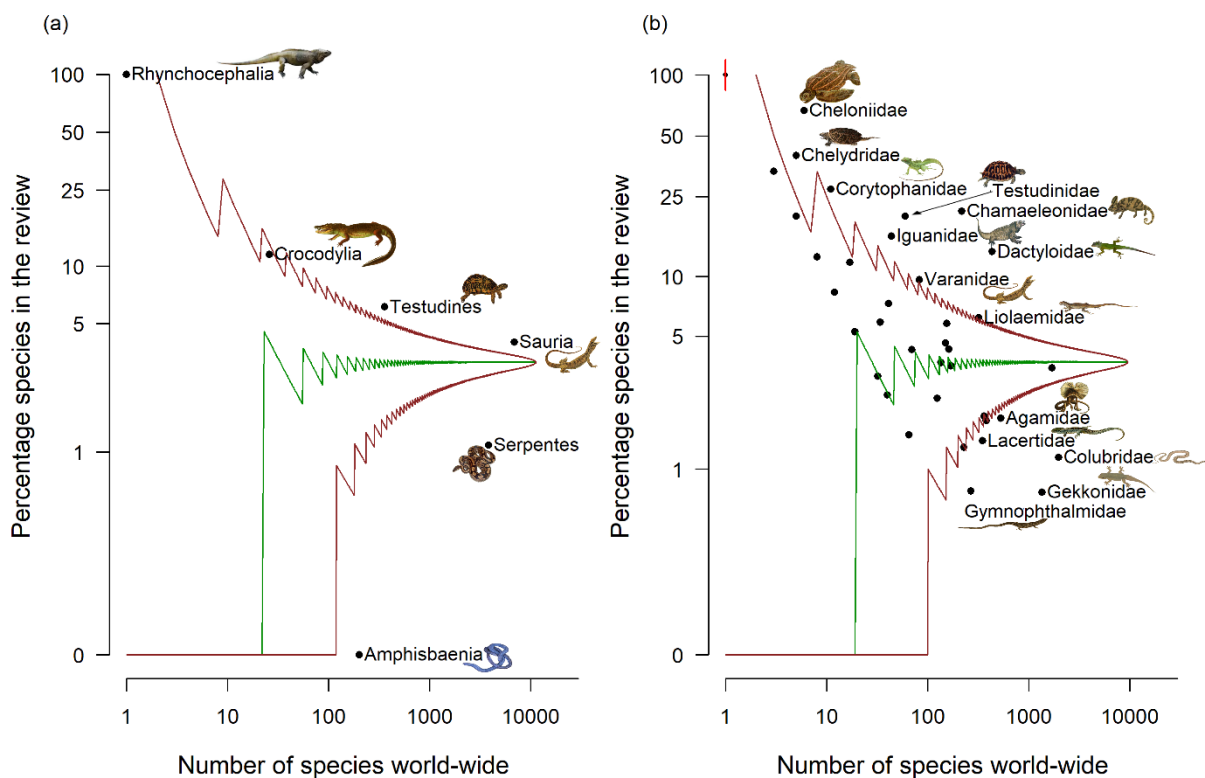 (a)
Percentage species in the review
100
50
25
10
5
1
0
Rhynchocephalia
Crocodylia
Testudines
Sauria
Serpentes
Amphisbaenia
1
10
100
1000
10000
Number of species world-wide
(b)
Percentage species in the review
100
50
25
10
5
1
0
Cheloniidae
Chelydridae
Corytophanidae
Testudinidae
Chamaeleonidae
Iguanidae
Dactyloidae
Varanidae
Liolaemidae
Agamidae
Lacertidae
Colubridae
Gekkonidae
Gymnophthalmidae
1
10
100
1000
10000
Number of species world-wide